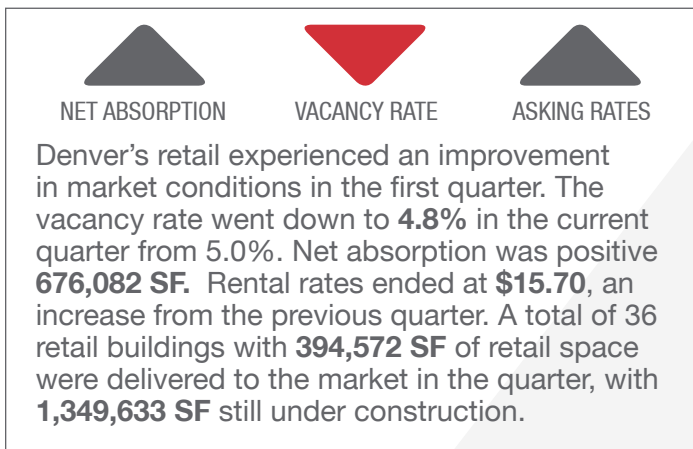 NET ABSORPTION VACANCY RATE ASKING RATES
Denver’s retail experienced an improvement
in market conditions in the first quarter. The
vacancy rate went down to 4.8% in the current
quarter from 5.0%. Net absorption was positive
676,082 SF. Rental rates ended at $15.70, an
increase from the previous quarter. A total of 36
retail buildings with 394,572 SF of retail space
were delivered to the market in the quarter, with
1,349,633 SF still under construction.